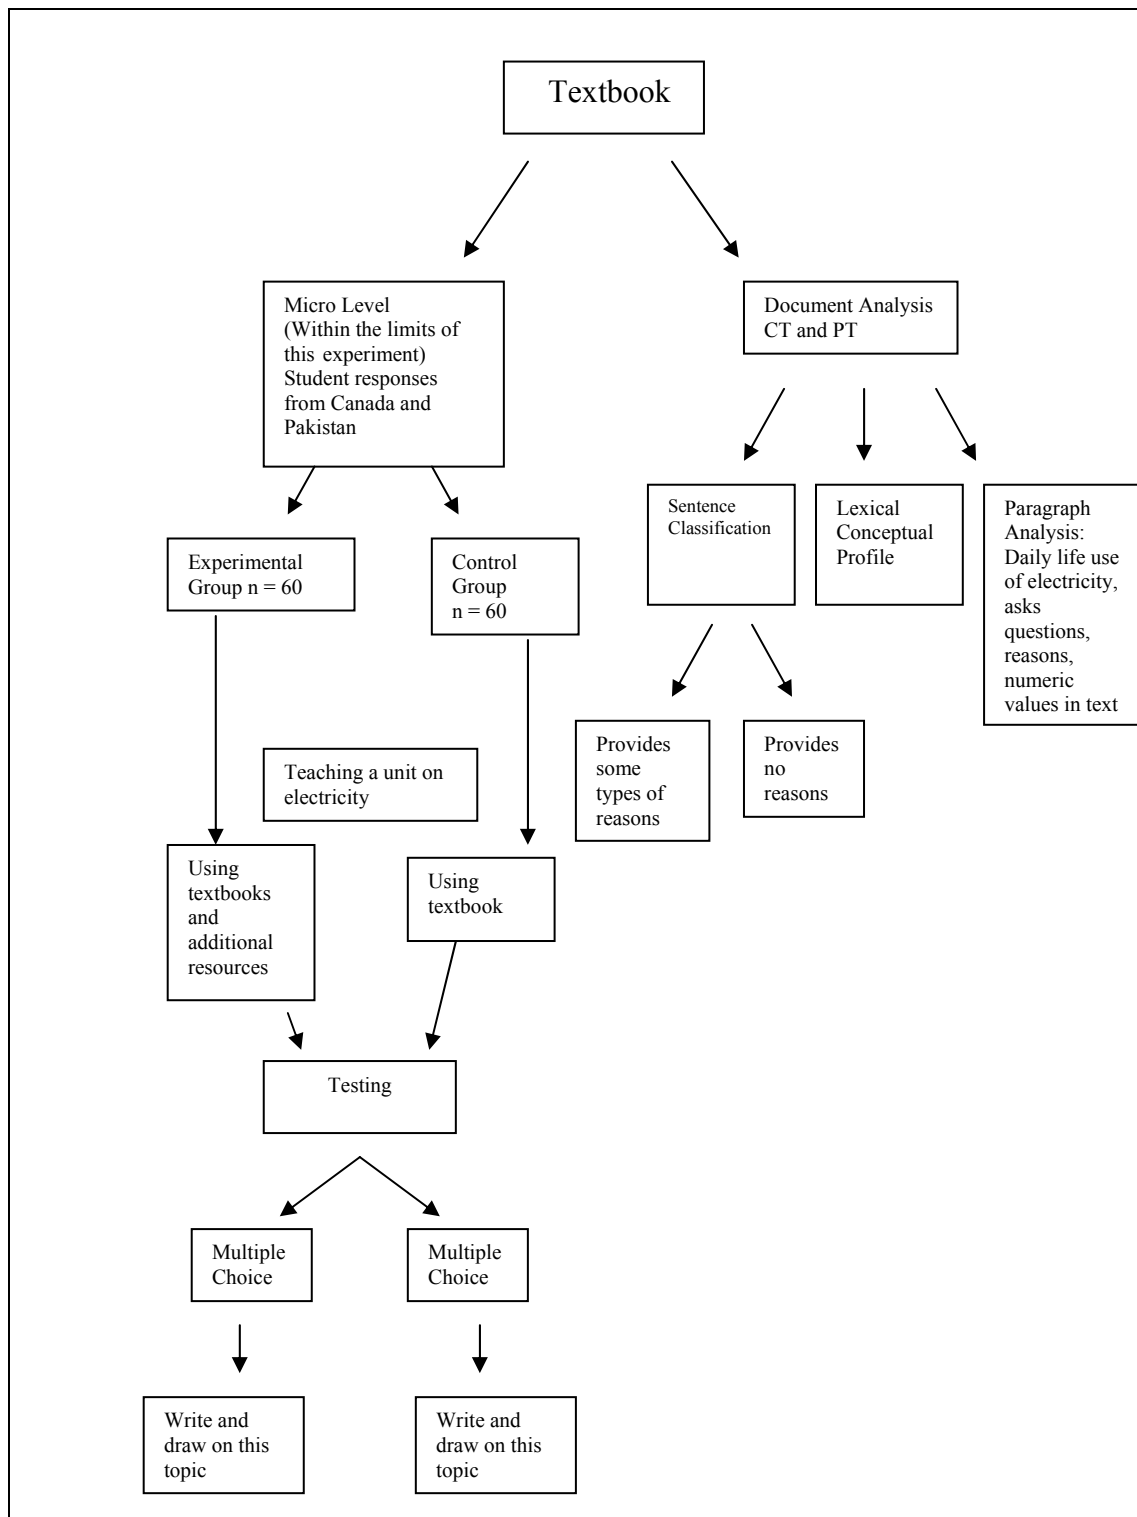 Textbook
Micro Level
(Within the limits of
this experiment)
Student responses
from Canada and
Pakistan
Document Analysis
CT and PT
Experimental
Group n = 60
Control
Group
n = 60
Sentence
Classification
Lexical
Conceptual
Profile
Paragraph
Analysis:
Daily life use
of electricity,
asks
questions,
reasons,
numeric
values in text
Provides
some
types of
reasons
Provides
no
reasons
Teaching a unit on
electricity
Using
textbooks
and
additional
resources
Using
textbook
Testing
Multiple
Choice
Multiple
Choice
Write and
draw on this
topic
Write and
draw on this
topic